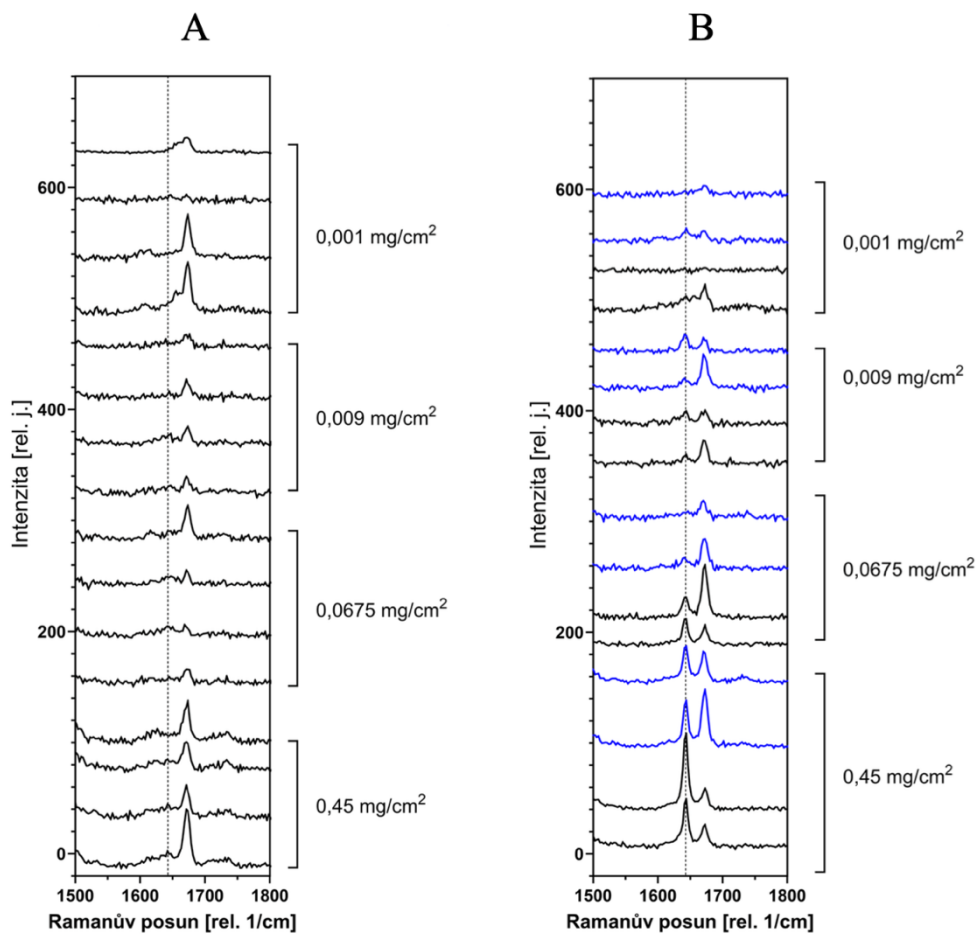 A
B
Intenzita [rel. j.]
600
400
200
0
0,001 mg/cm²
0,009 mg/cm²
0,0675 mg/cm²
0,45 mg/cm²
1500 1600 1700 1800
Ramanův posun [rel. 1/cm]
Intenzita [rel. j.]
600
400
200
0
0,001 mg/cm²
0,009 mg/cm²
0,0675 mg/cm²
0,45 mg/cm²
1500 1600 1700 1800
Ramanův posun [rel. 1/cm]